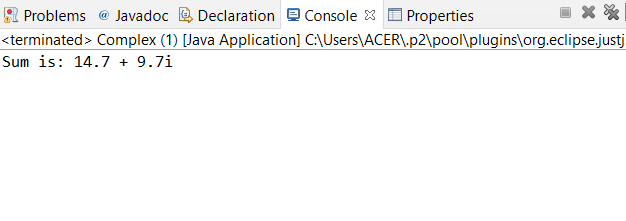 Problems @ Javadoc Declaration Console Properties
<terminated> Complex (1) [Java Application] C:\Users\ACER\.p2\pool\plugins\org.eclipse.justj
Sum is: 14.7 + 9.7i